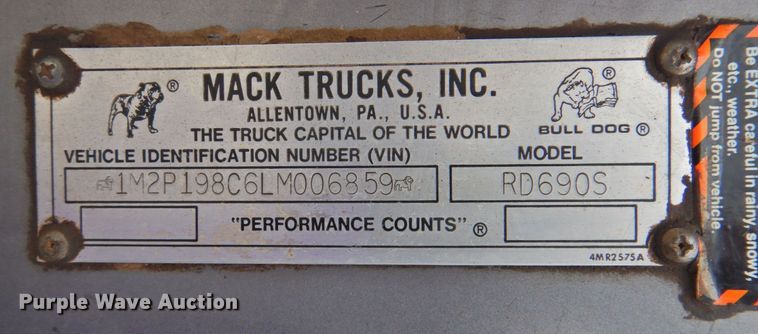 MACK TRUCKS, INC.
ALLENTOWN, PA., U.S.A.
THE TRUCK CAPITAL OF THE WORLD
®
®
BULL DOG ®
VEHICLE IDENTIFICATION NUMBER (VIN)
MODEL
1M2P198C6LM006859
RD690S
"PERFORMANCE COUNTS" ®
4MR2575A
Be EXTRA careful in rainy, snowy,
etc., weather.
Do NOT jump from vehicle.
Purple Wave Auction